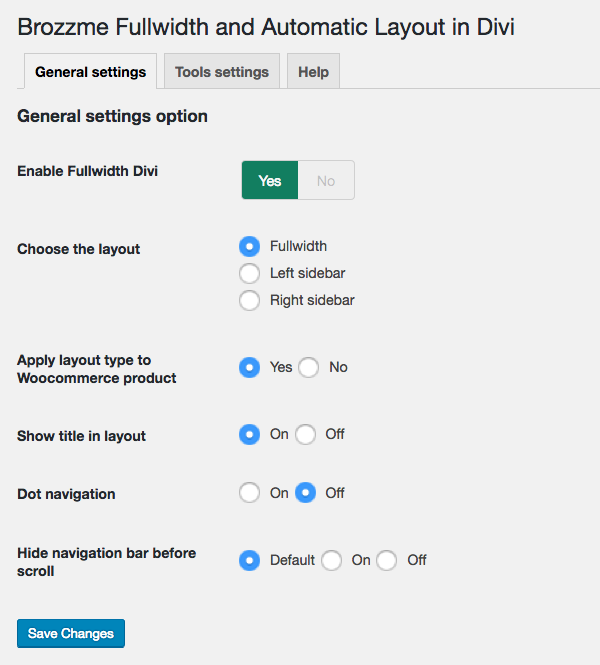 Brozzme Fullwidth and Automatic Layout in Divi
General settings Tools settings Help
General settings option
Enable Fullwidth Divi Yes No
Choose the layout Fullwidth
Left sidebar
Right sidebar
Apply layout type to
Woocommerce product Yes No
Show title in layout On Off
Dot navigation On Off
Hide navigation bar before
scroll Default On Off
Save Changes